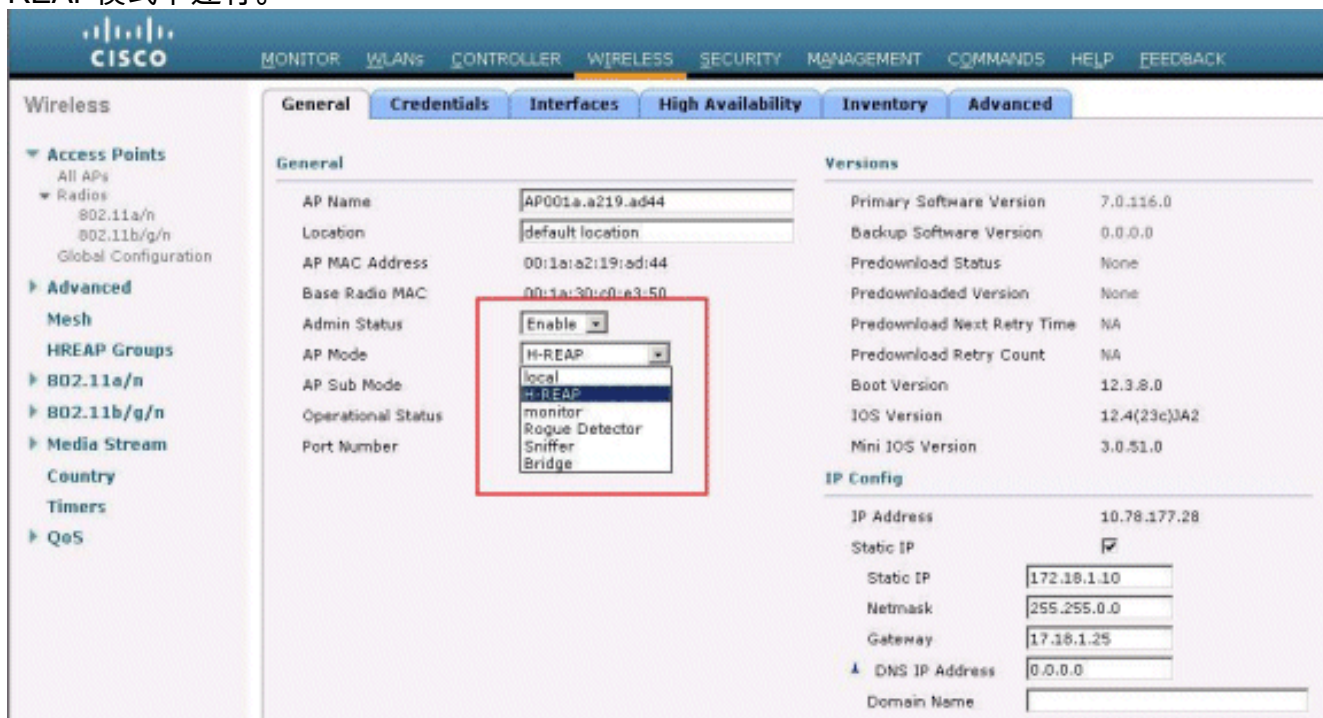 REAP模式下运行。
CISCO
MONITOR WLANs CONTROLLER WIRELESS SECURITY MANAGEMENT COMMANDS HELP FEEDBACK
Wireless
Access Points
All APs
Radios
802.11a/n
802.11b/g/n
Global Configuration
Advanced
Mesh
HREAP Groups
802.11a/n
802.11b/g/n
Media Stream
Country
Timers
QoS
General Credentials Interfaces High Availability Inventory Advanced
General
AP Name AP001a.a219.ad44
Location default location
AP MAC Address 00:1a:a2:19:ad:44
Base Radio MAC 00:1a:30:c0:e3:50
Admin Status Enable
AP Mode H-REAP
local
H-REAP
monitor
Rogue Detector
Sniffer
Bridge
AP Sub Mode
Operational Status
Port Number
Versions
Primary Software Version 7.0.116.0
Backup Software Version 0.0.0.0
Predownload Status None
Predownloaded Version None
Predownload Next Retry Time NA
Predownload Retry Count NA
Boot Version 12.3.8.0
IOS Version 12.4(23c)JA2
Mini IOS Version 3.0.51.0
IP Config
IP Address 10.78.177.28
Static IP
Static IP 172.18.1.10
Netmask 255.255.0.0
Gateway 17.18.1.25
DNS IP Address 0.0.0.0
Domain Name